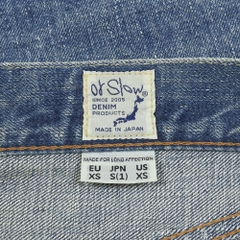 orSlow
SINCE 2005
DENIM
PRODUCTS
MADE IN JAPAN
MADE FOR LONG AFFECTION
EU JPN US
XS S(1) XS